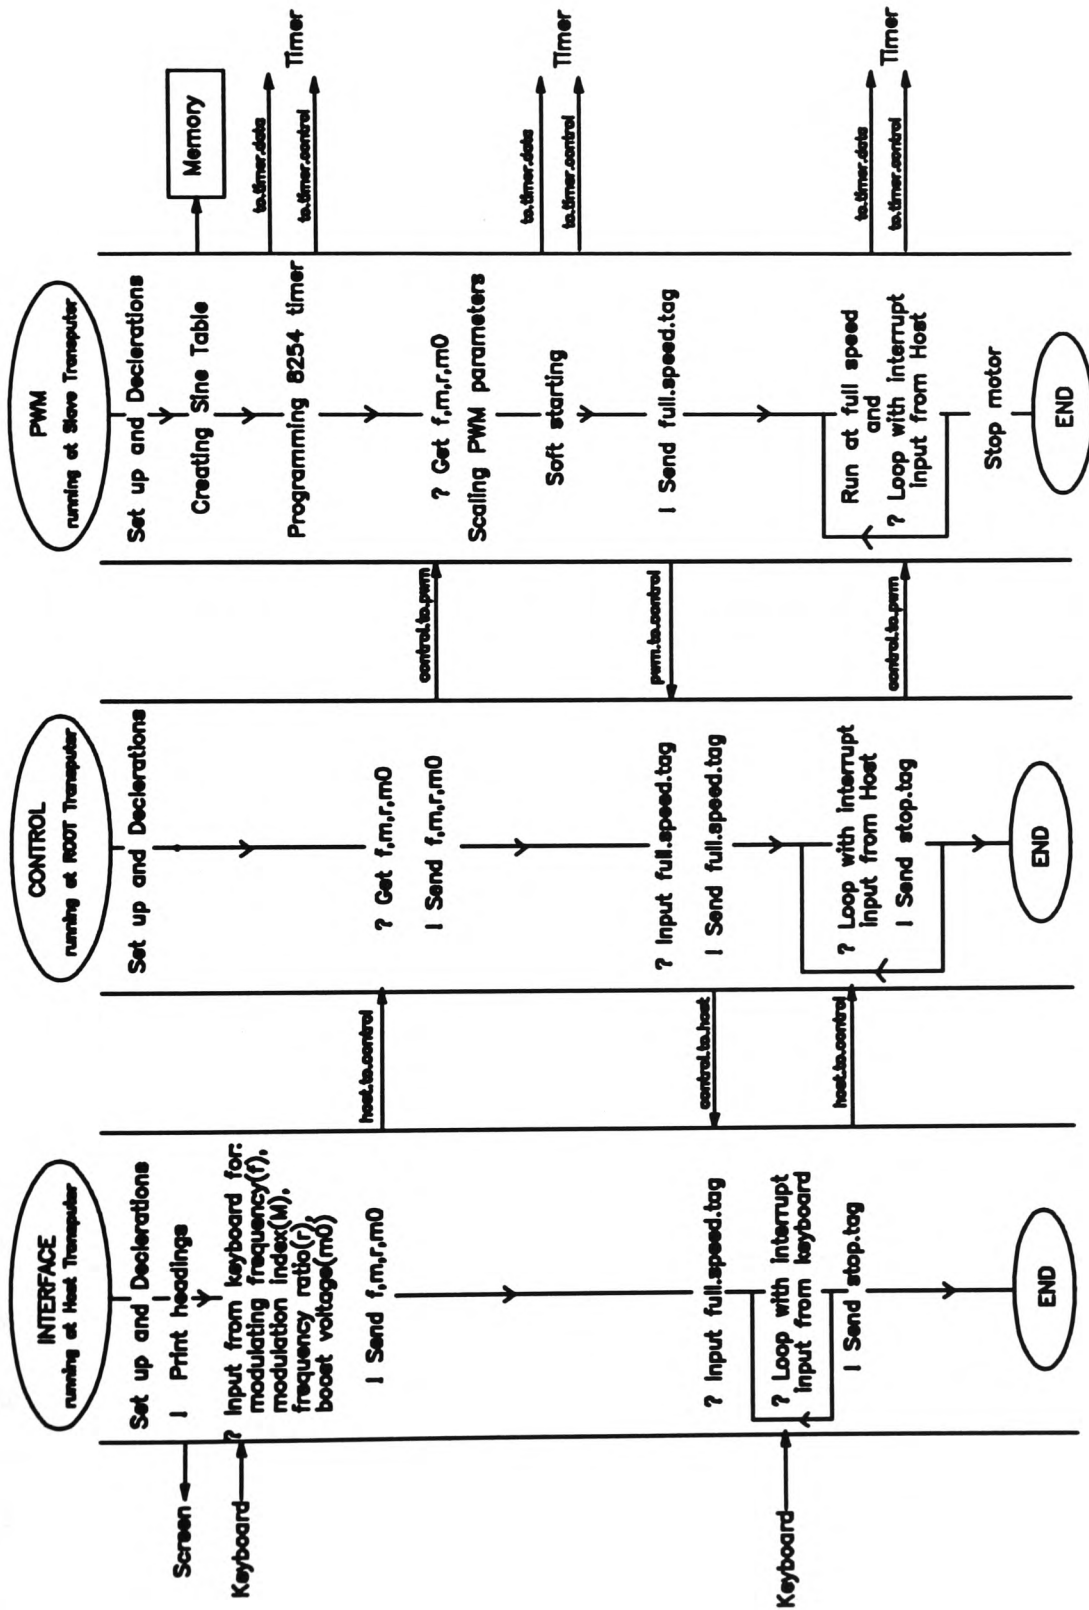 INTERFACE
running at Host Transputer
Set up and Declerations
! Print headings
? Input from keyboard for:
modulating frequency(f),
modulation index(M),
frequency ratio(r),
boost voltage(m0)
! Send f,m,r,m0
? Input full.speed.tag
? Loop with interrupt
input from keyboard
! Send stop.tag
END
Screen
Keyboard
Keyboard
host.to.control
control.to.host
host.to.control
CONTROL
running at ROOT Transputer
Set up and Declerations
? Get f,m,r,m0
! Send f,m,r,m0
? Input full.speed.tag
! Send full.speed.tag
? Loop with interrupt
input from Host
! Send stop.tag
END
control.to.pwm
pwm.to.control
control.to.pwm
PWM
running at Slave Transputer
Set up and Declerations
Creating Sine Table
Programming 8254 timer
? Get f,m,r,m0
Scaling PWM parameters
Soft starting
! Send full.speed.tag
Run at full speed
and
? Loop with interrupt
input from Host
Stop motor
END
Memory
to.timer.data
Timer
to.timer.control
to.timer.data
Timer
to.timer.control
to.timer.data
Timer
to.timer.control